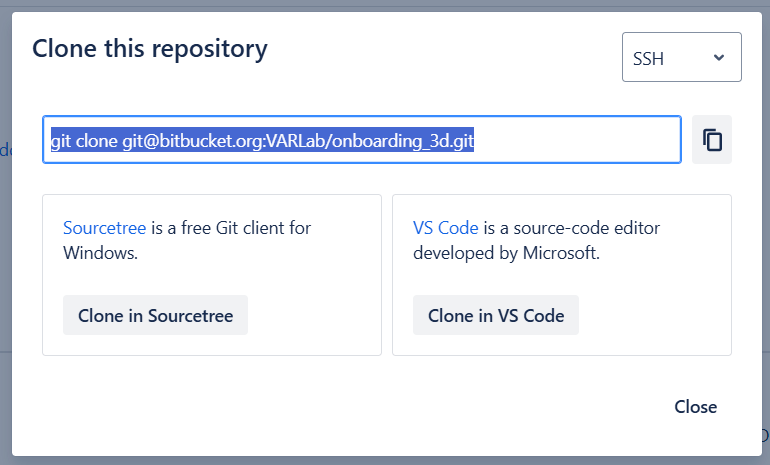 Clone this repository
SSH
git clone git@bitbucket.org:VARLab/onboarding_3d.git
Sourcetree is a free Git client for
Windows.
Clone in Sourcetree
VS Code is a source-code editor
developed by Microsoft.
Clone in VS Code
Close